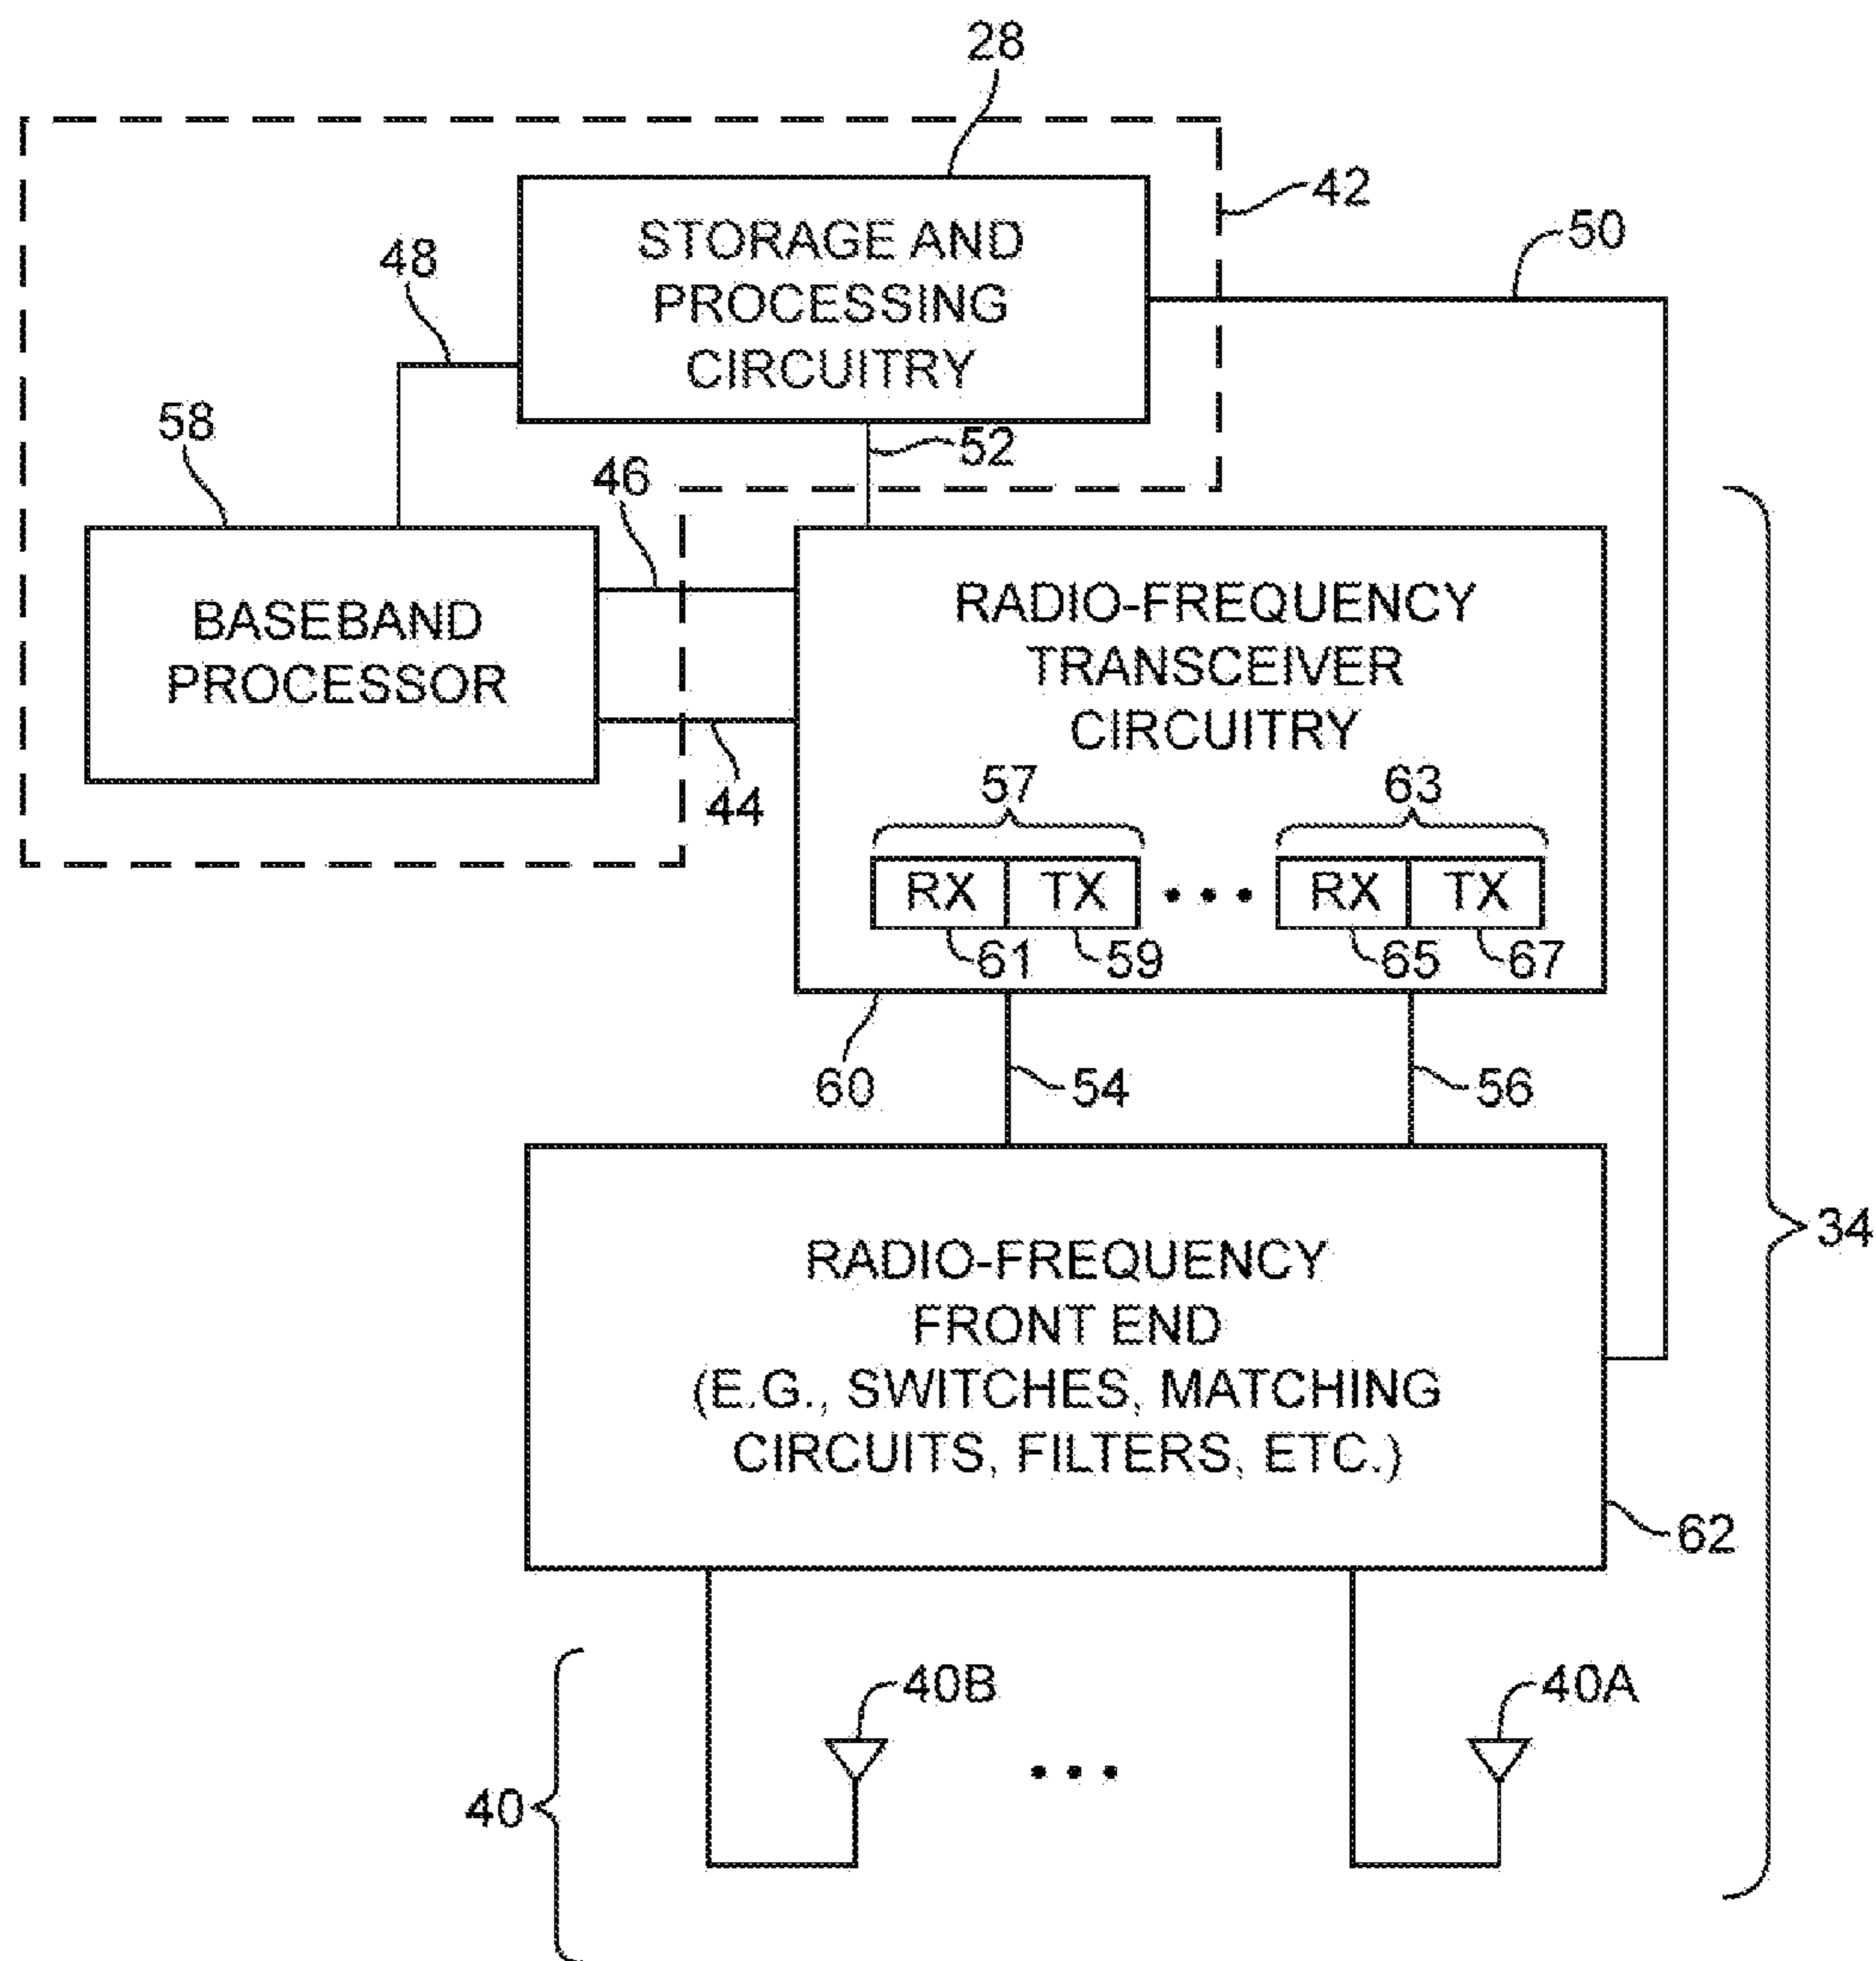 28
42
STORAGE AND
PROCESSING
CIRCUITRY
50
48
58
52
46
BASEBAND
PROCESSOR
RADIO-FREQUENCY
TRANSCEIVER
CIRCUITRY
44
57
63
RX
TX
RX
TX
61
59
65
67
60
54
56
34
RADIO-FREQUENCY
FRONT END
(E.G., SWITCHES, MATCHING
CIRCUITS, FILTERS, ETC.)
62
40B
40A
40